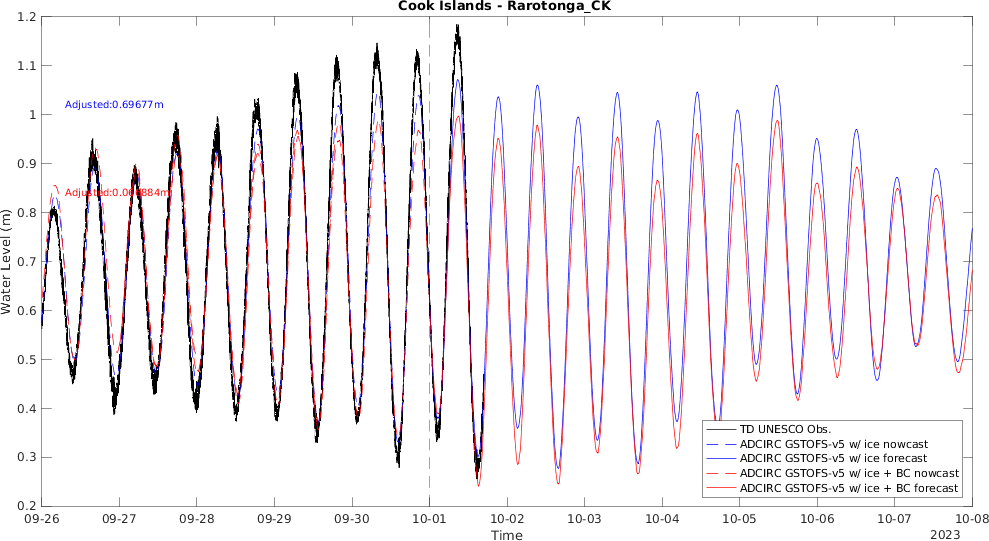 Cook Islands - Rarotonga_CK
1.2
1.1
1
0.9
0.8
0.7
0.6
0.5
0.4
0.3
0.2
Water Level (m)
Adjusted:0.69677m
TD UNESCO Obs.
ADCIRC GSTOFS-v5 w/ ice nowcast
ADCIRC GSTOFS-v5 w/ ice forecast
ADCIRC GSTOFS-v5 w/ ice + BC nowcast
ADCIRC GSTOFS-v5 w/ ice + BC forecast
09-26 09-27 09-28 09-29 09-30 10-01 10-02 10-03 10-04 10-05 10-06 10-07 10-08
Time
2023